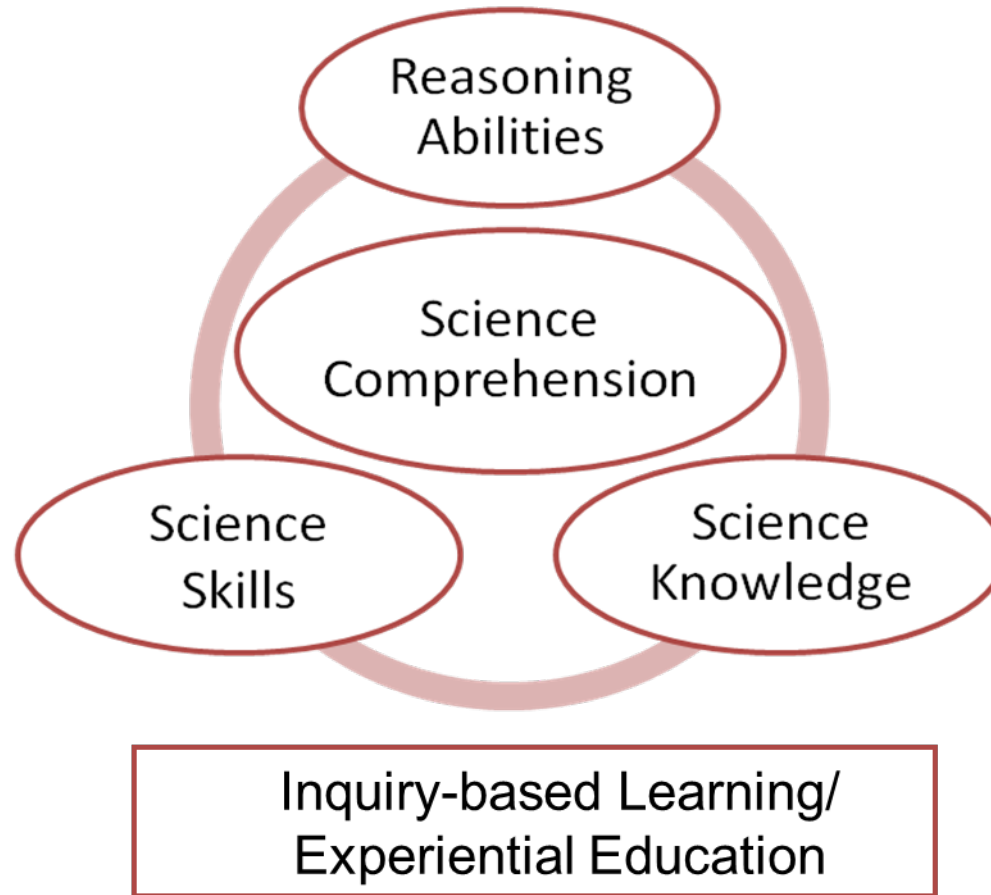 Reasoning
Abilities
Science
Comprehension
Science
Skills
Science
Knowledge
Inquiry-based Learning/
Experiential Education